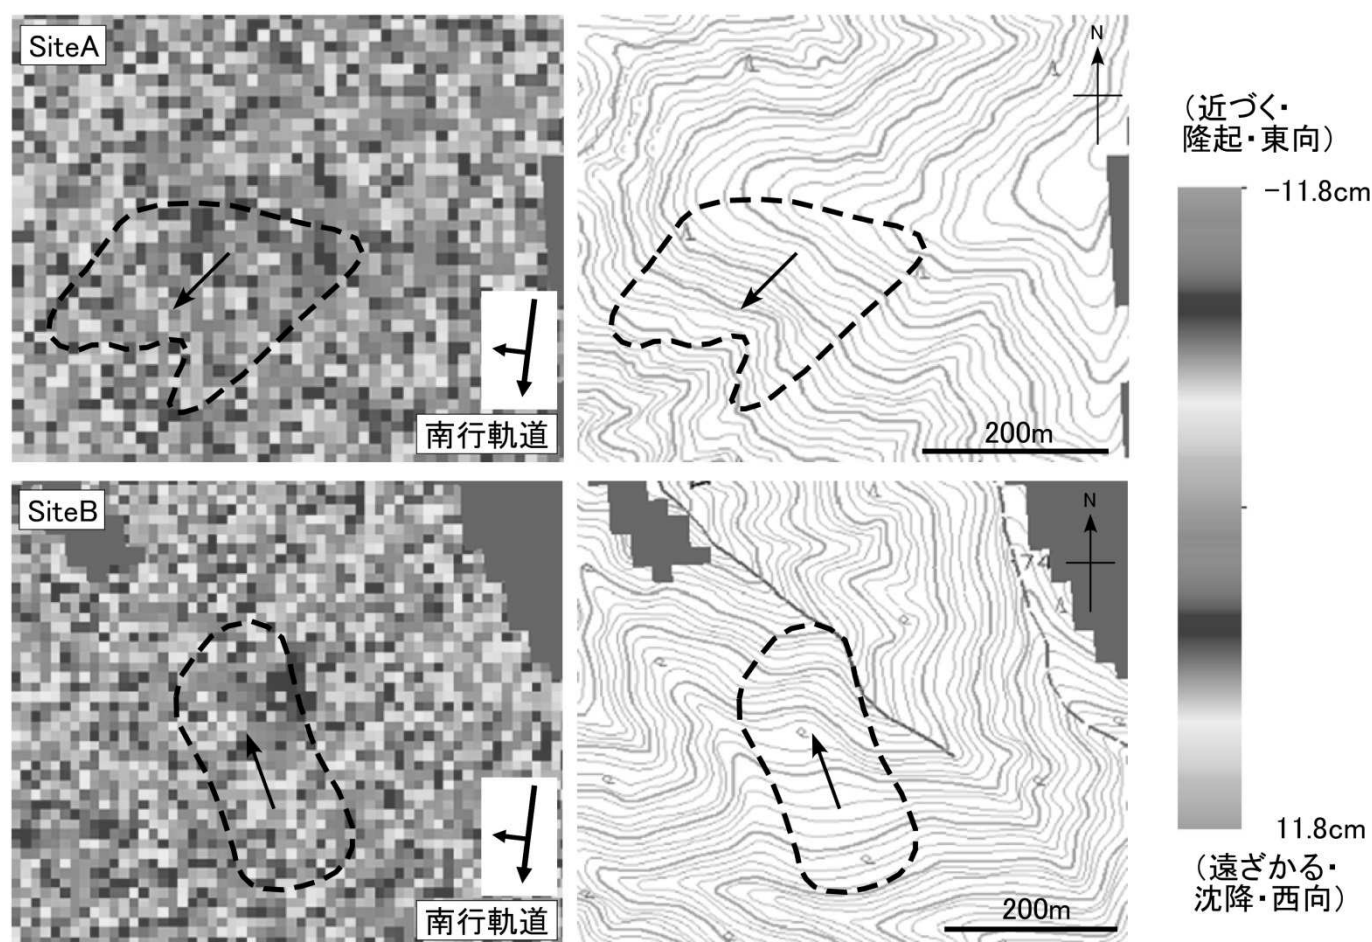 SiteA
南行軌道
N
200m
SiteB
南行軌道
N
74
200m
(近づく・
隆起・東向)
-11.8cm
11.8cm
(遠ざかる・
沈降・西向)